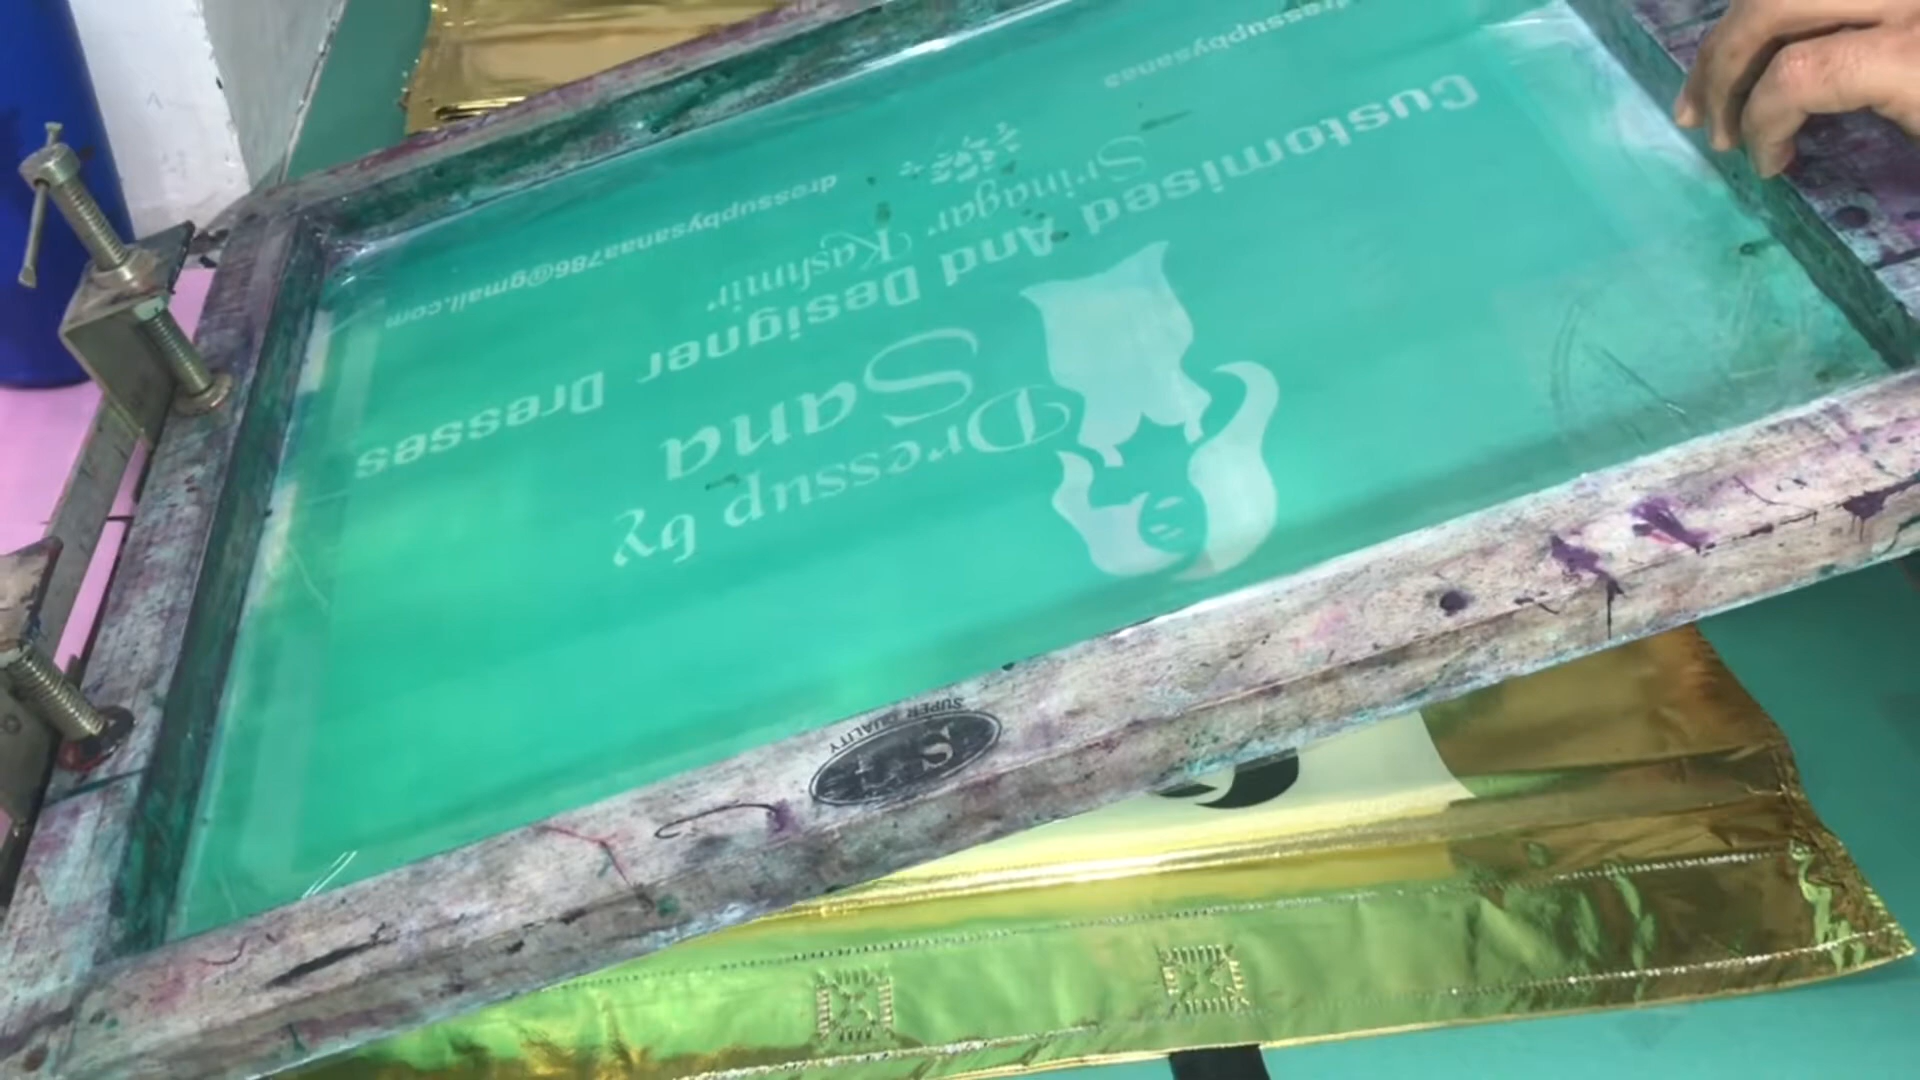 Dressup by
Sana
Customised And Designer Dresses
Srinagar Kashmir
dressupbysanaa
dressupbysanaa786@gmail.com
SUPER QUALITY